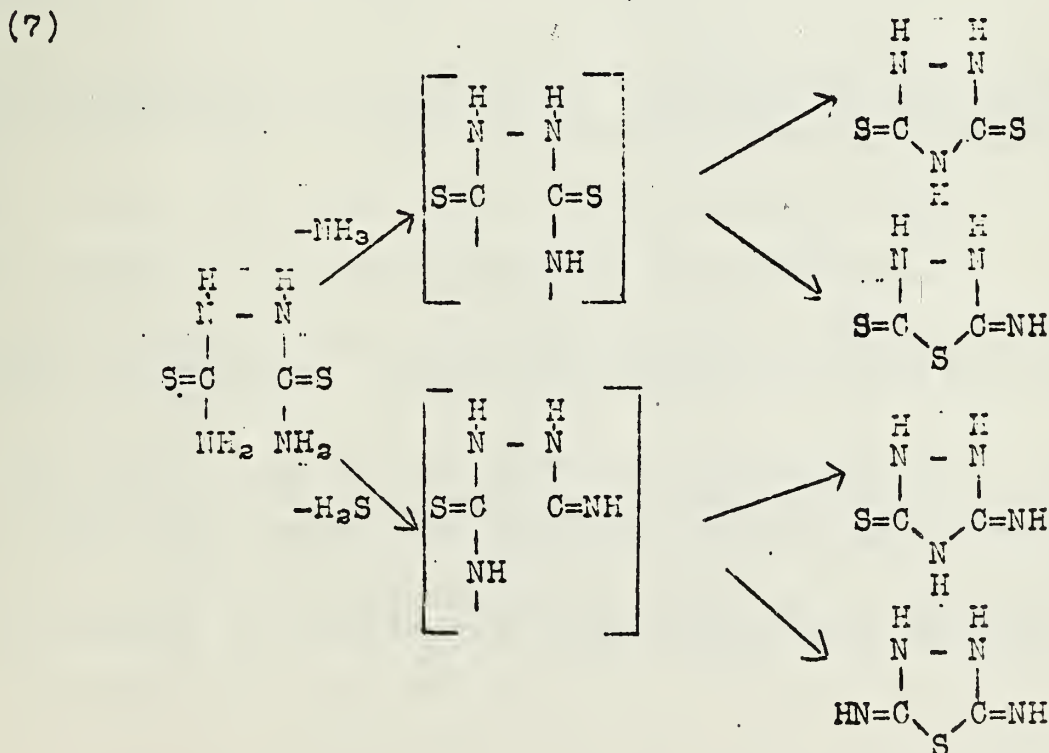 (7)
H H
N - N
S=C C=S
N
H
H H
N - N
S=C C=S
NH
-NH₃
H H
N - N
S=C C=NH
S
H H
N - N
S=C C=S
NH₂ NH₂
-H₂S
H H
N - N
S=C C=NH
NH
H H
N - N
S=C C=NH
N
H
H H
N - N
HN=C C=NH
S